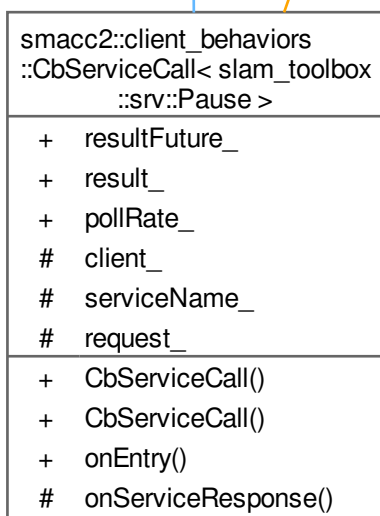 smacc2::client_behaviors
::CbServiceCall< slam_toolbox
::srv::Pause >
+ resultFuture_
+ result_
+ pollRate_
# client_
# serviceName_
# request_
+ CbServiceCall()
+ CbServiceCall()
+ onEntry()
# onServiceResponse()